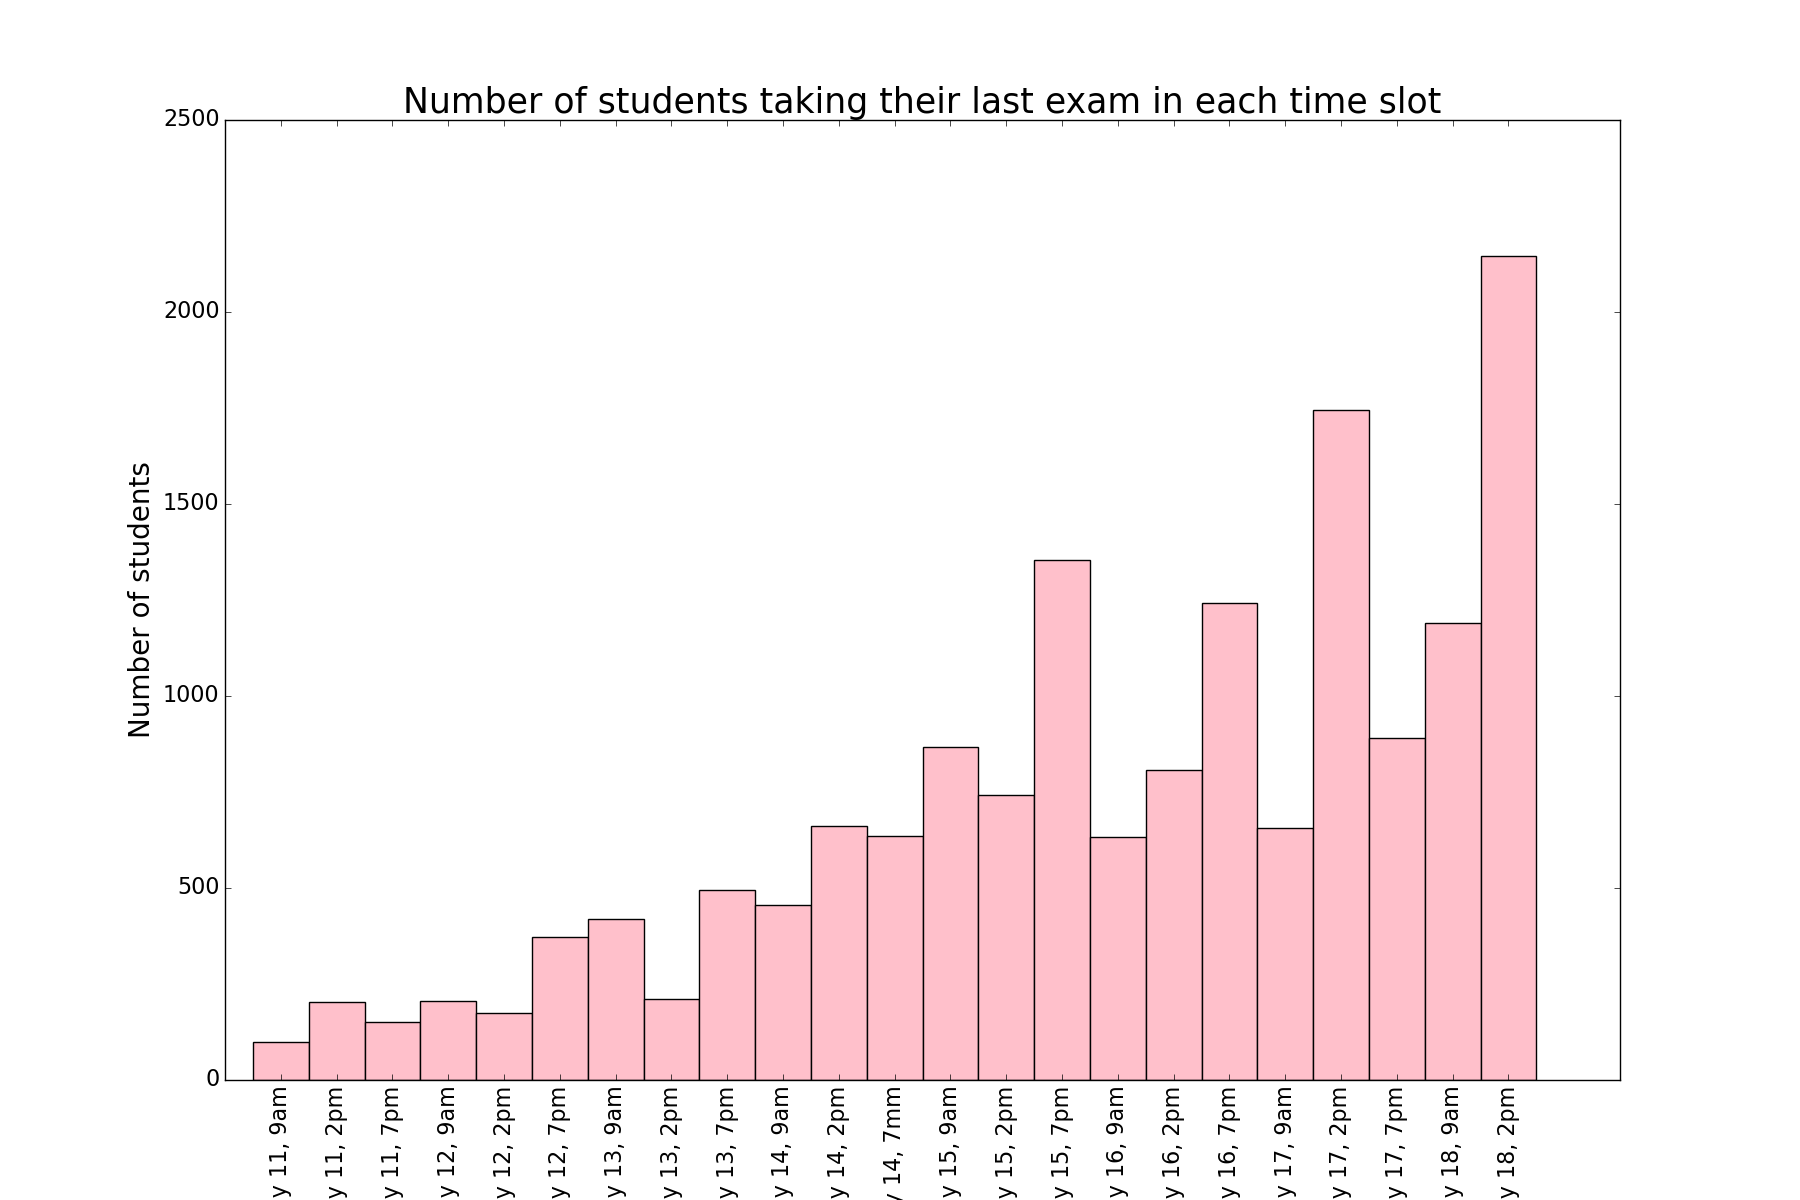 Number of students taking their last exam in each time slot
Number of students
2500
2000
1500
1000
500
0
y 11, 9am
y 11, 2pm
y 11, 7pm
y 12, 9am
y 12, 2pm
y 12, 7pm
y 13, 9am
y 13, 2pm
y 13, 7pm
y 14, 9am
y 14, 2pm
y 14, 7mm
y 15, 9am
y 15, 2pm
y 15, 7pm
y 16, 9am
y 16, 2pm
y 16, 7pm
y 17, 9am
y 17, 2pm
y 17, 7pm
y 18, 9am
y 18, 2pm